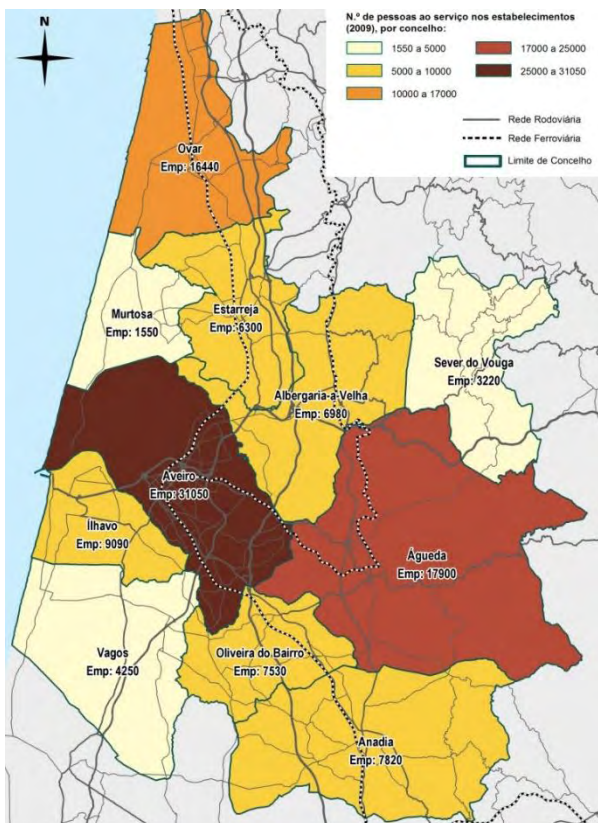 N
N.º de pessoas ao serviço nos estabelecimentos
(2009), por concelho:
1550 a 5000
17000 a 25000
5000 a 10000
25000 a 31050
10000 a 17000
Rede Rodoviária
Rede Ferroviária
Limite de Concelho
Ovar
Emp: 16440
Murtosa
Emp: 1550
Estarreja
Emp: 6300
Sever do Vouga
Emp: 3220
Albergaria-a-Velha
Emp: 6980
Aveiro
Emp: 31050
Ílhavo
Emp: 9090
Águeda
Emp: 17900
Vagos
Emp: 4250
Oliveira do Bairro
Emp: 7530
Anadia
Emp: 7820